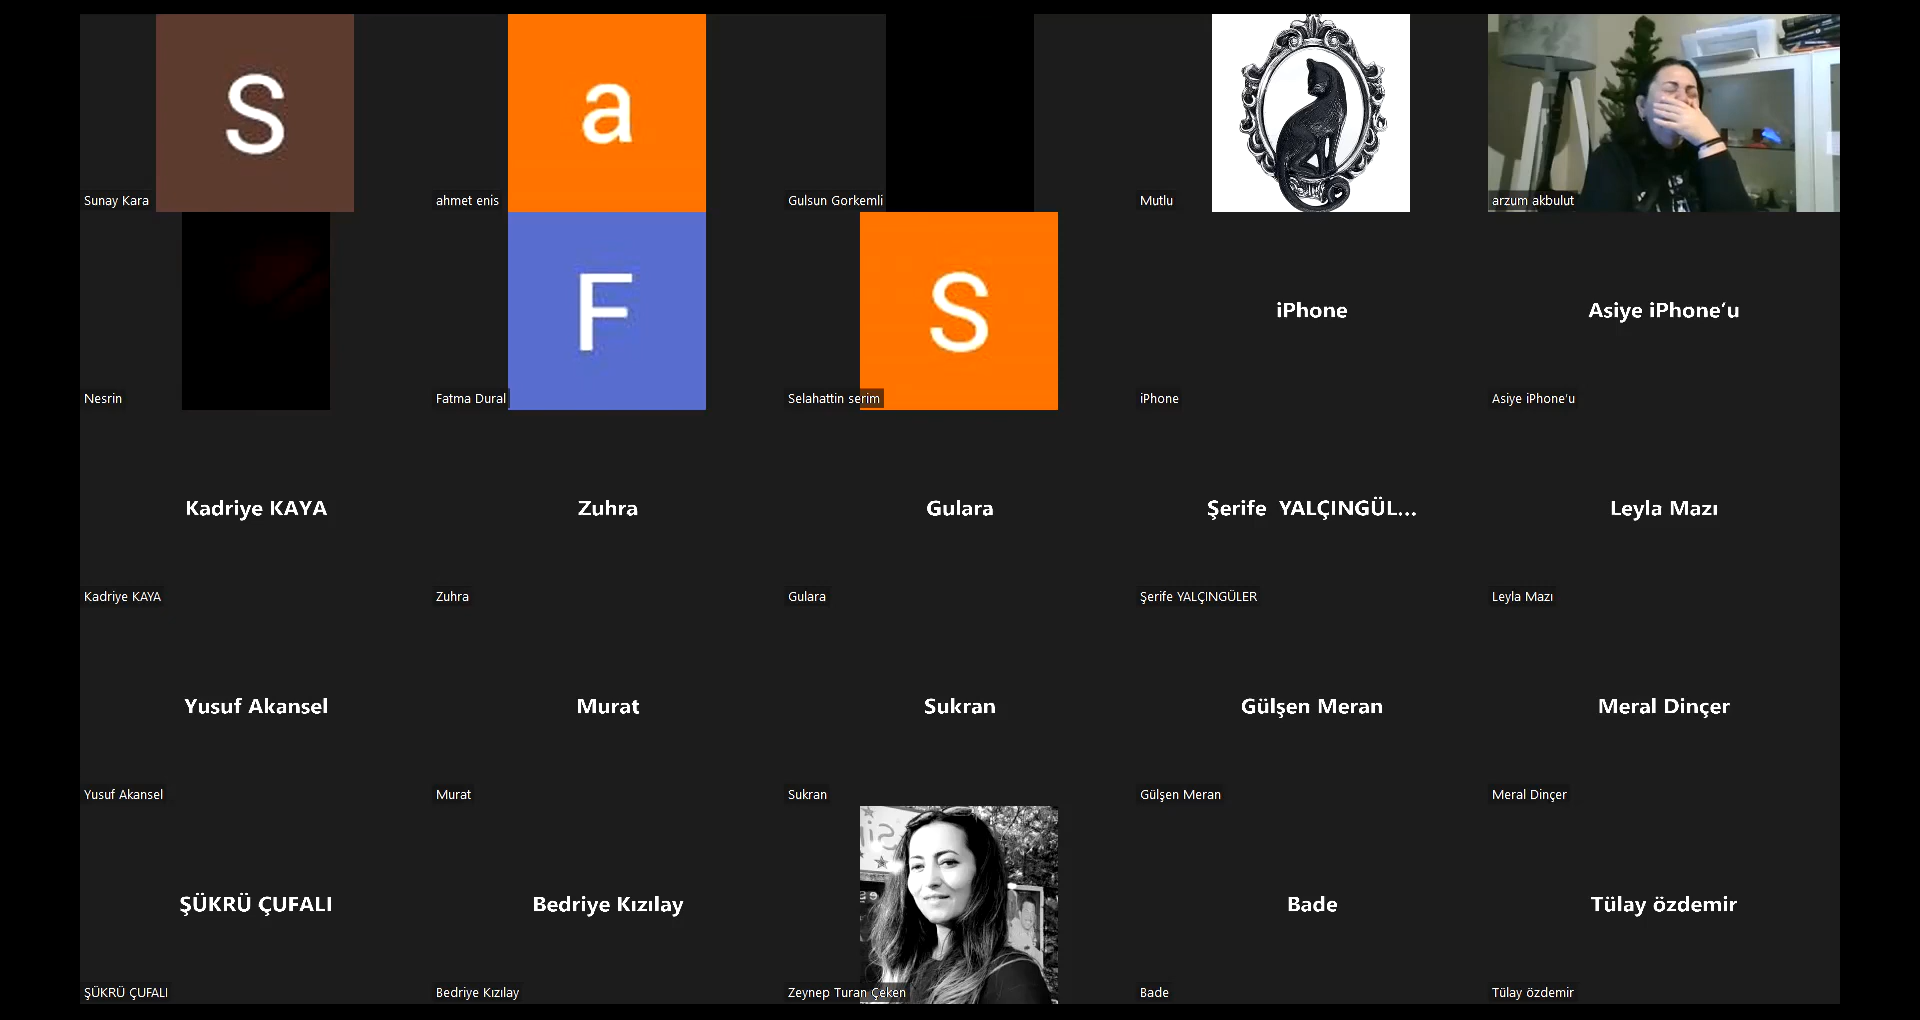 S
Sunay Kara
a
ahmet enis
Gulsun Gorkemli
Mutlu
arzum akbulut
Nesrin
F
Fatma Dural
S
Selahattin serim
iPhone
iPhone
Asiye iPhone’u
Asiye iPhone'u
Kadriye KAYA
Kadriye KAYA
Zuhra
Zuhra
Gulara
Gulara
Şerife  YALÇINGÜL...
Şerife YALÇINGÜLER
Leyla Mazı
Leyla Mazı
Yusuf Akansel
Yusuf Akansel
Murat
Murat
Sukran
Sukran
Gülşen Meran
Gülşen Meran
Meral Dinçer
Meral Dinçer
ŞÜKRÜ ÇUFALI
ŞÜKRÜ ÇUFALI
Bedriye Kızılay
Bedriye Kızılay
Zeynep Turan Çeken
Bade
Bade
Tülay özdemir
Tülay özdemir